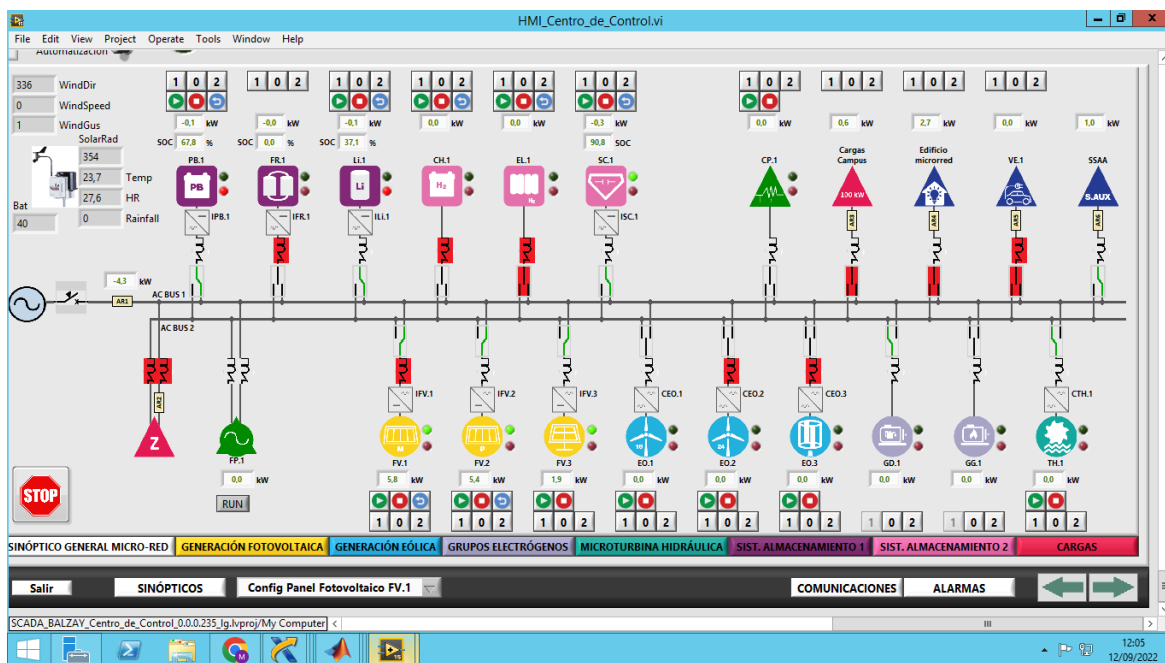 HMI_Centro_de_Control.vi
File Edit View Project Operate Tools Window Help
Automatización
336 WindDir
0 WindSpeed
1 WindGus
SolarRad
354
23,7 Temp
27,6 HR
0 Rainfall
Bat
40
1 0 2 1 0 2 1 0 2 1 0 2 1 0 2 1 0 2 1 0 2 1 0 2 1 0 2 1 0 2
-0,1 kW -0,0 kW -0,1 kW 0,0 kW 0,0 kW -0,3 kW 0,0 kW 0,6 kW 2,7 kW 0,0 kW 1,0 kW
SOC 67,8 % SOC 0,0 % SOC 37,1 % 90,8 SOC
PB.1 FR.1 Li.1 CH.1 EL.1 SC.1 CP.1 Cargas Campus Edificio microrred VE.1 SSAA
PB Li H2 H2 100 kW S.AUX
IPB.1 IFR.1 ILi.1 ISC.1 AR3 AR4 AR5 AR6
-4,3 kW
AR1 AC BUS 1
AC BUS 2
AR2
Z
IFV.1 IFV.2 IFV.3 CEO.1 CEO.2 CEO.3 CTH.1
M P 16 24
FP.1 FV.1 FV.2 FV.3 EO.1 EO.2 EO.3 GD.1 GG.1 TH.1
0,0 kW 5,8 kW 5,4 kW 1,9 kW 0,0 kW 0,0 kW 0,0 kW 0,0 kW 0,0 kW 0,0 kW
RUN
STOP
1 0 2 1 0 2 1 0 2 1 0 2 1 0 2 1 0 2 1 0 2 1 0 2 1 0 2
SINÓPTICO GENERAL MICRO-RED GENERACIÓN FOTOVOLTAICA GENERACIÓN EÓLICA GRUPOS ELECTRÓGENOS MICROTURBINA HIDRÁULICA SIST. ALMACENAMIENTO 1 SIST. ALMACENAMIENTO 2 CARGAS
Salir SINÓPTICOS Config Panel Fotovoltaico FV.1 COMUNICACIONES ALARMAS
SCADA_BALZAY_Centro_de_Control_0.0.0.235_lg.lvproj/My Computer
12:05
12/09/2022